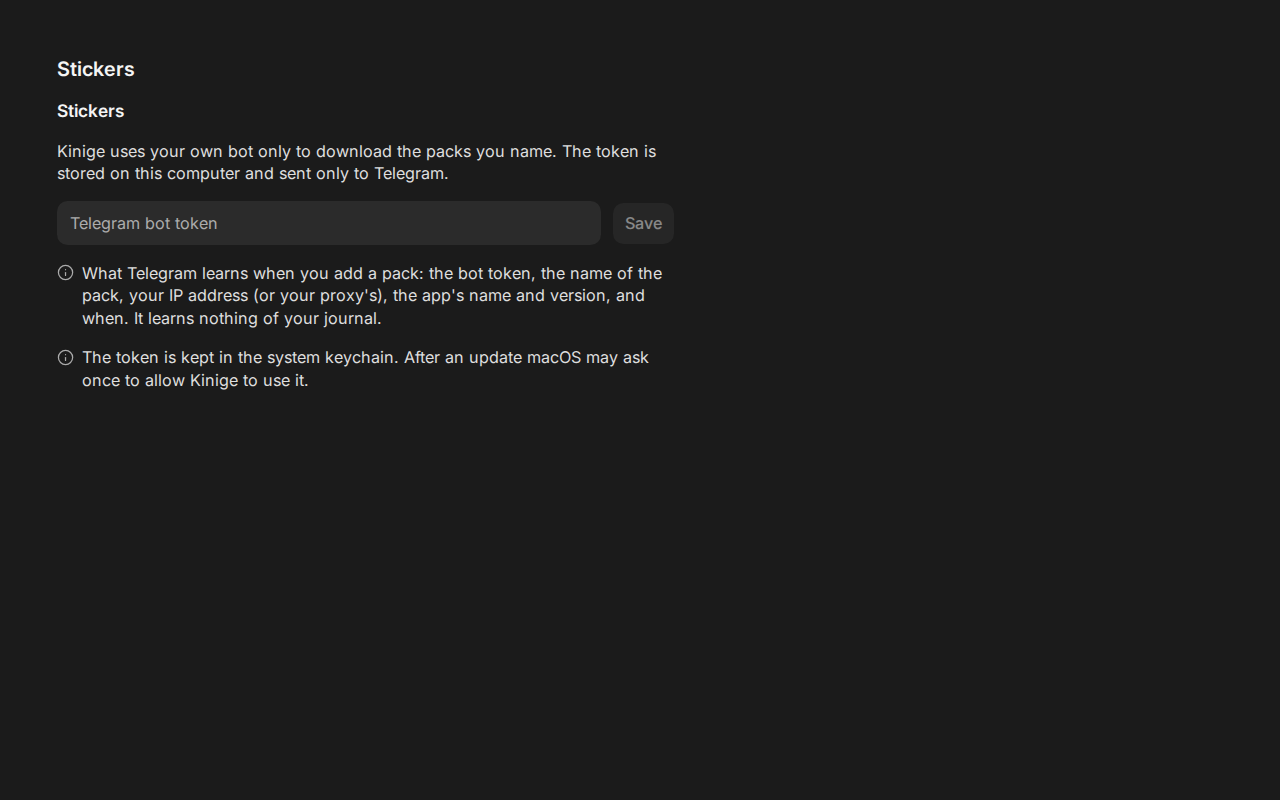 Stickers
Stickers
Kinige uses your own bot only to download the packs you name. The token is
stored on this computer and sent only to Telegram.
Telegram bot token
Save
What Telegram learns when you add a pack: the bot token, the name of the
pack, your IP address (or your proxy's), the app's name and version, and
when. It learns nothing of your journal.
The token is kept in the system keychain. After an update macOS may ask
once to allow Kinige to use it.